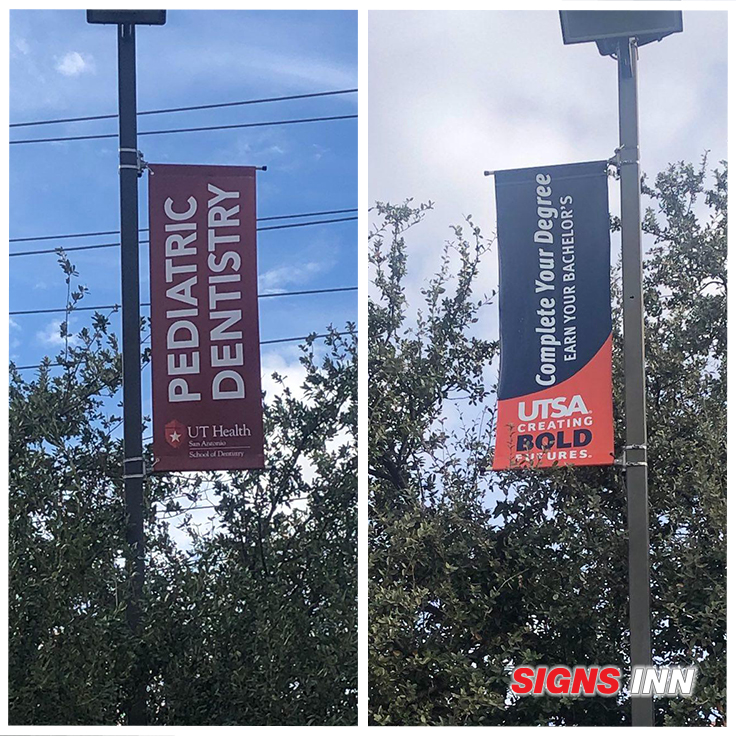 PEDIATRIC
DENTISTRY
UT Health
San Antonio
School of Dentistry
Complete Your Degree
EARN YOUR BACHELOR'S
UTSA
CREATING
BOLD
FUTURES.
SIGNS INN